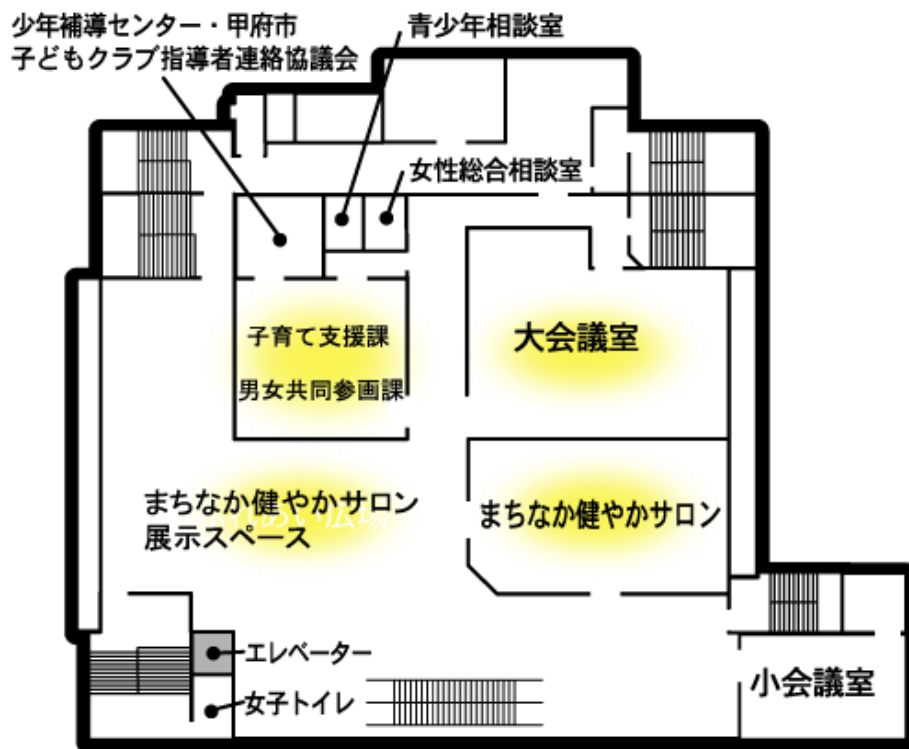 少年補導センター・甲府市
子どもクラブ指導者連絡協議会
青少年相談室
女性総合相談室
子育て支援課
男女共同参画課
大会議室
まちなか健やかサロン
展示スペース
まちなか健やかサロン
エレベーター
女子トイレ
小会議室